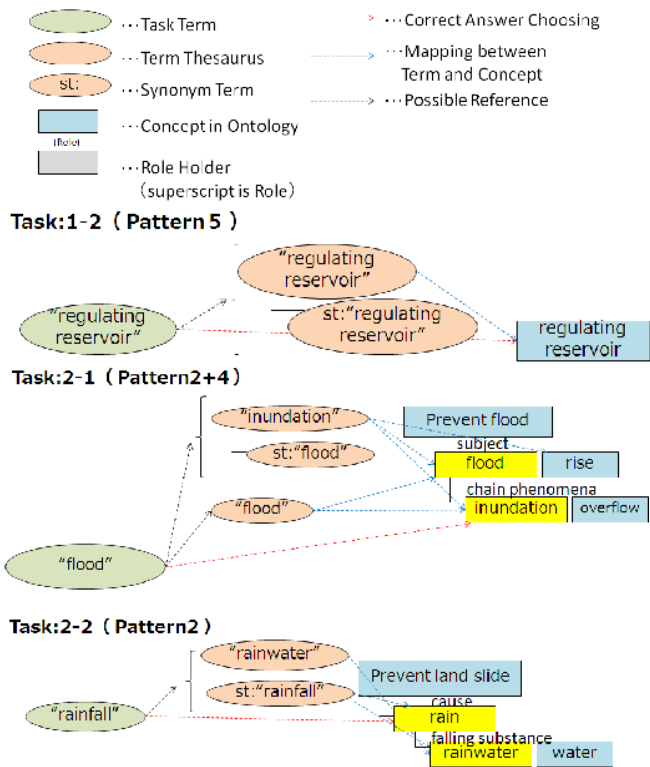 …Task Term
…Correct Answer Choosing
…Term Thesaurus
…Mapping between
Term and Concept
st:
…Synonym Term
…Possible Reference
…Concept in Ontology
(Role)
…Role Holder
(superscript is Role)
Task:1-2 ( Pattern 5 )
“regulating
reservoir”
“regulating
reservoir”
st:“regulating
reservoir”
regulating
reservoir
Task:2-1 (Pattern2+4)
“inundation”
Prevent flood
subject
st:“flood”
flood
rise
chain phenomena
“flood”
inundation
overflow
“flood”
Task:2-2 (Pattern2 )
“rainwater”
Prevent land slide
st:“rainfall”
cause
“rainfall”
rain
falling substance
rainwater
water